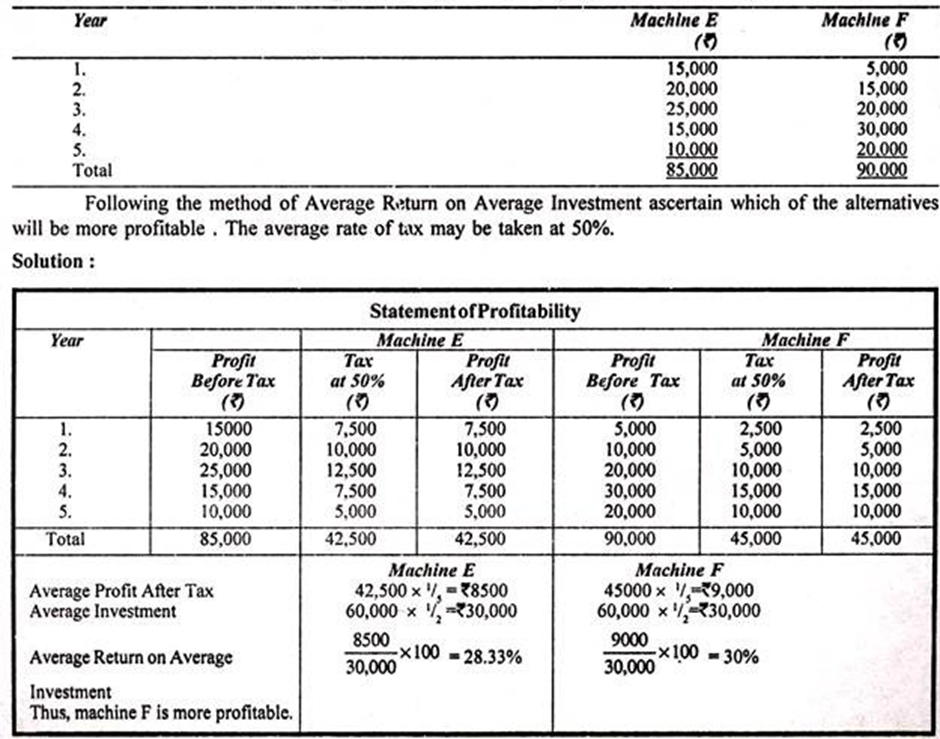 Year Machine E Machine F
(₹) (₹)
1. 15,000 5,000
2. 20,000 15,000
3. 25,000 20,000
4. 15,000 30,000
5. 10,000 20,000
Total 85,000 90,000
Following the method of Average Return on Average Investment ascertain which of the alternatives
will be more profitable . The average rate of tax may be taken at 50%.
Solution :
Statement of Profitability
Year Machine E Machine F
Profit Tax Profit Profit Tax Profit
Before Tax at 50% After Tax Before Tax at 50% After Tax
(₹) (₹) (₹) (₹) (₹) (₹)
1. 15000 7,500 7,500 5,000 2,500 2,500
2. 20,000 10,000 10,000 10,000 5,000 5,000
3. 25,000 12,500 12,500 20,000 10,000 10,000
4. 15,000 7,500 7,500 30,000 15,000 15,000
5. 10,000 5,000 5,000 20,000 10,000 10,000
Total 85,000 42,500 42,500 90,000 45,000 45,000
Machine E Machine F
Average Profit After Tax 42,500 × 1/5 = ₹8500 45000 × 1/5=₹9,000
Average Investment 60,000 × 1/2 =₹30,000 60,000 × 1/2=₹30,000
Average Return on Average 8500/30,000 ×100 = 28.33% 9000/30,000 ×100 = 30%
Investment
Thus, machine F is more profitable.